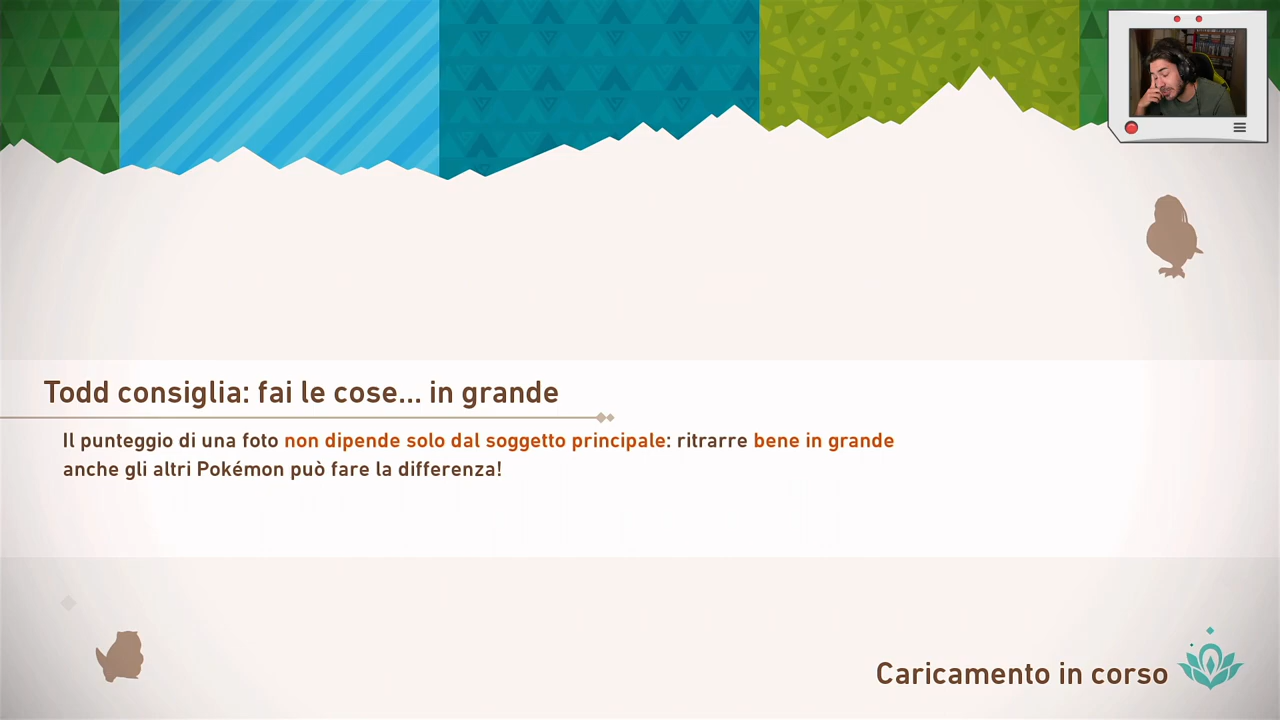 Todd consiglia: fai le cose... in grande
Il punteggio di una foto non dipende solo dal soggetto principale: ritrarre bene in grande
anche gli altri Pokémon può fare la differenza!
Caricamento in corso